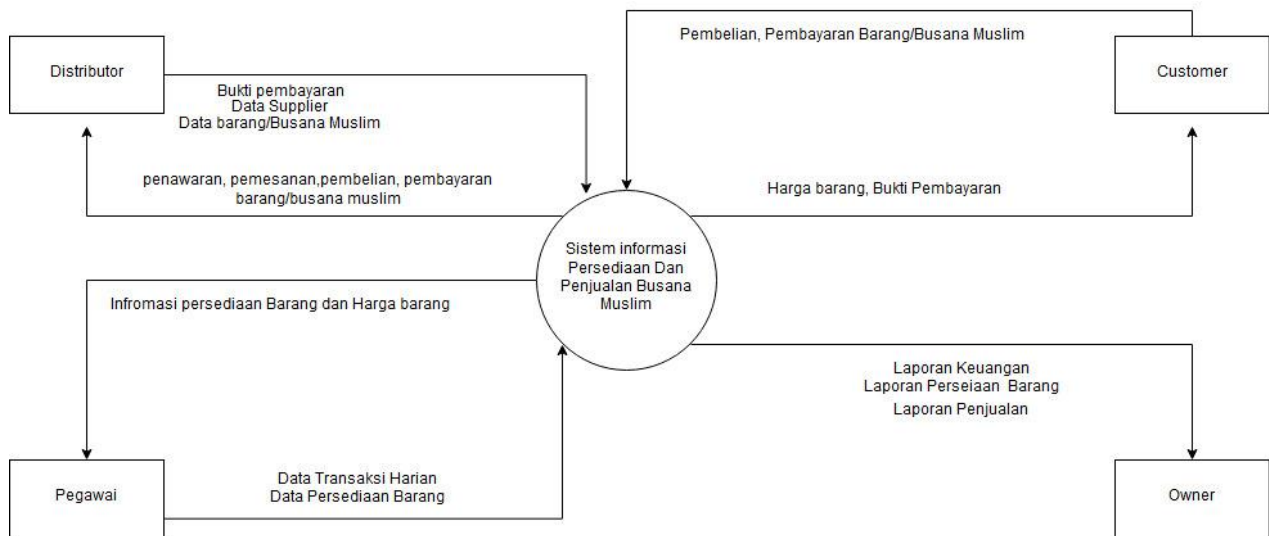 Distributor
Bukti pembayaran
Data Supplier
Data barang/Busana Muslim
penawaran, pemesanan,pembelian, pembayaran
barang/busana muslim
Pembelian, Pembayaran Barang/Busana Muslim
Customer
Harga barang, Bukti Pembayaran
Sistem informasi
Persediaan Dan
Penjualan Busana
Muslim
Infromasi persediaan Barang dan Harga barang
Pegawai
Data Transaksi Harian
Data Persediaan Barang
Laporan Keuangan
Laporan Perseiaan Barang
Laporan Penjualan
Owner